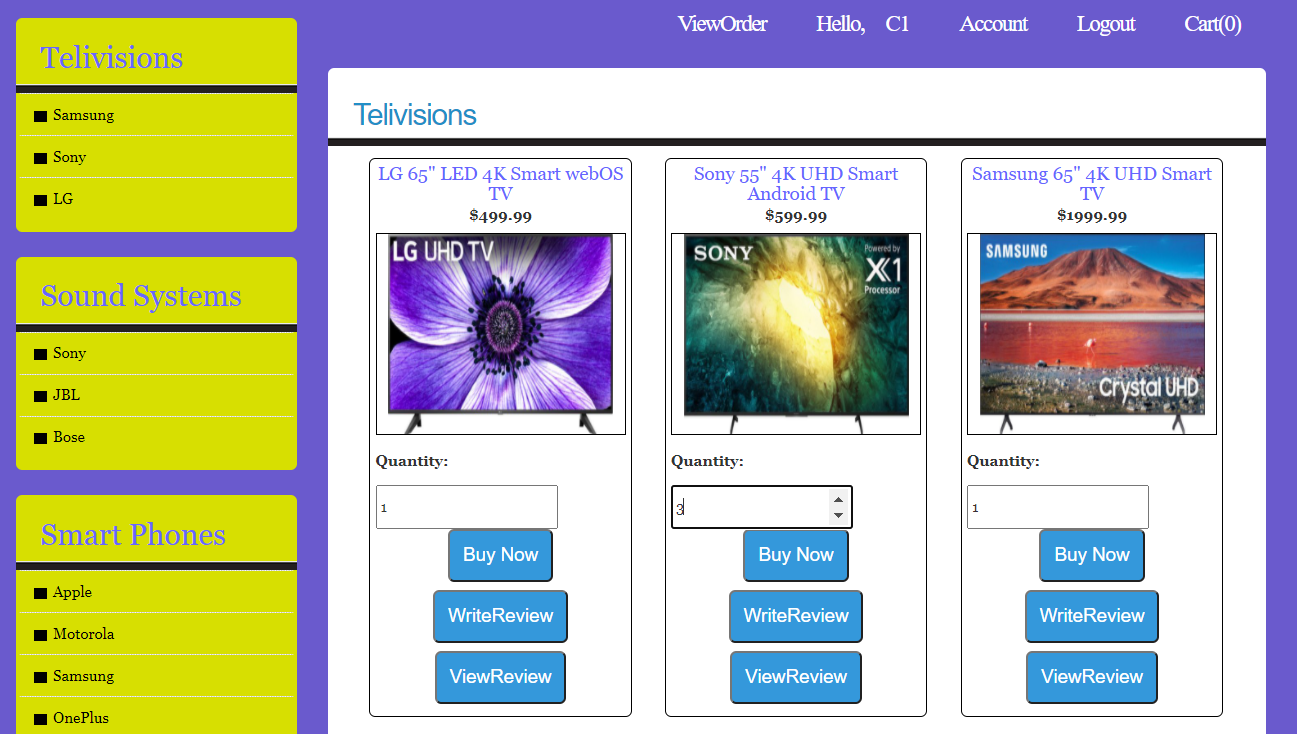 ViewOrder Hello, C1 Account Logout Cart(0)
Telivisions
Samsung
Sony
LG
Sound Systems
Sony
JBL
Bose
Smart Phones
Apple
Motorola
Samsung
OnePlus
Telivisions
LG 65" LED 4K Smart webOS
TV
$499.99
LG UHD TV
Quantity:
1
Buy Now
WriteReview
ViewReview
Sony 55" 4K UHD Smart
Android TV
$599.99
SONY
Powered by
X1
Processor
Quantity:
3
Buy Now
WriteReview
ViewReview
Samsung 65" 4K UHD Smart
TV
$1999.99
SAMSUNG
Crystal UHD
Quantity:
1
Buy Now
WriteReview
ViewReview